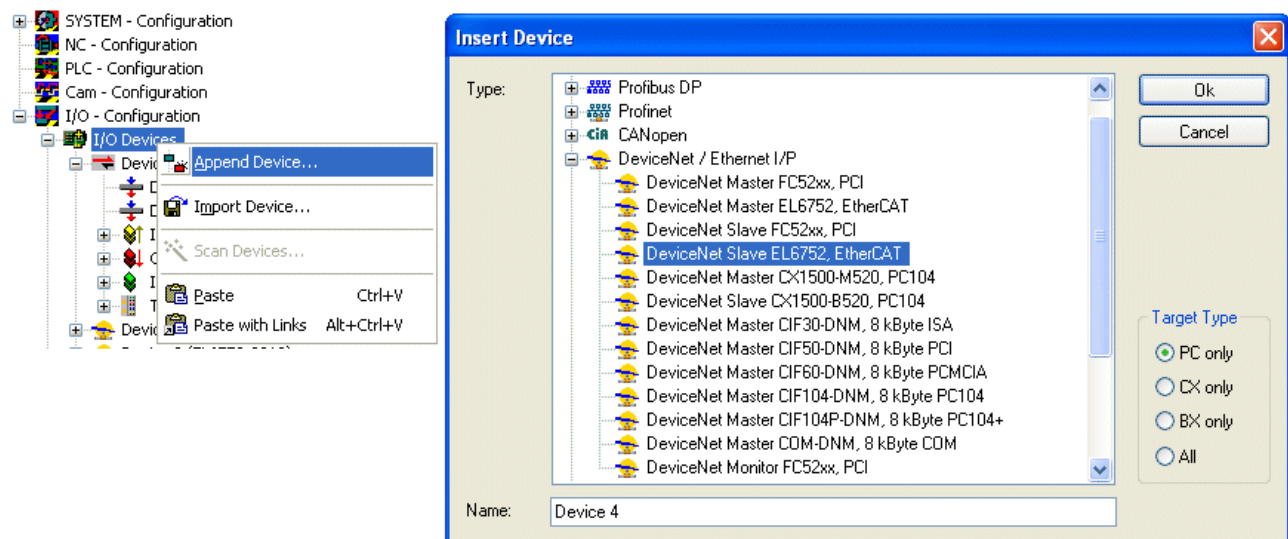 SYSTEM - Configuration
NC - Configuration
PLC - Configuration
Cam - Configuration
I/O - Configuration
I/O Devices
Append Device...
Import Device...
Scan Devices...
Paste Ctrl+V
Paste with Links Alt+Ctrl+V
Insert Device
Type:
Profibus DP
Profinet
CiA CANopen
DeviceNet / Ethernet I/P
DeviceNet Master FC52xx, PCI
DeviceNet Master EL6752, EtherCAT
DeviceNet Slave FC52xx, PCI
DeviceNet Slave EL6752, EtherCAT
DeviceNet Master CX1500-M520, PC104
DeviceNet Slave CX1500-B520, PC104
DeviceNet Master CIF30-DNM, 8 kByte ISA
DeviceNet Master CIF50-DNM, 8 kByte PCI
DeviceNet Master CIF60-DNM, 8 kByte PCMCIA
DeviceNet Master CIF104-DNM, 8 kByte PC104
DeviceNet Master CIF104P-DNM, 8 kByte PC104+
DeviceNet Master COM-DNM, 8 kByte COM
DeviceNet Monitor FC52xx, PCI
Name: Device 4
Ok
Cancel
Target Type
PC only
CX only
BX only
All